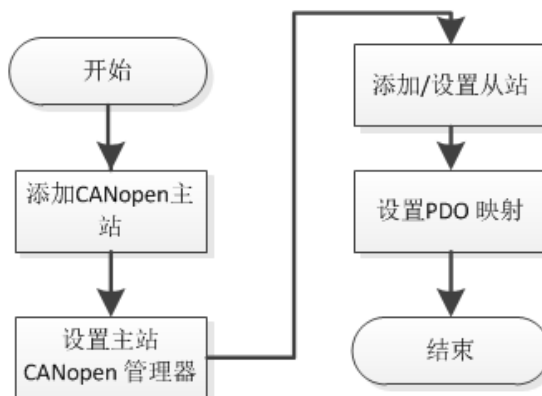 开始
添加CANopen主
站
设置主站
CANopen 管理器
添加/设置从站
设置PDO 映射
结束